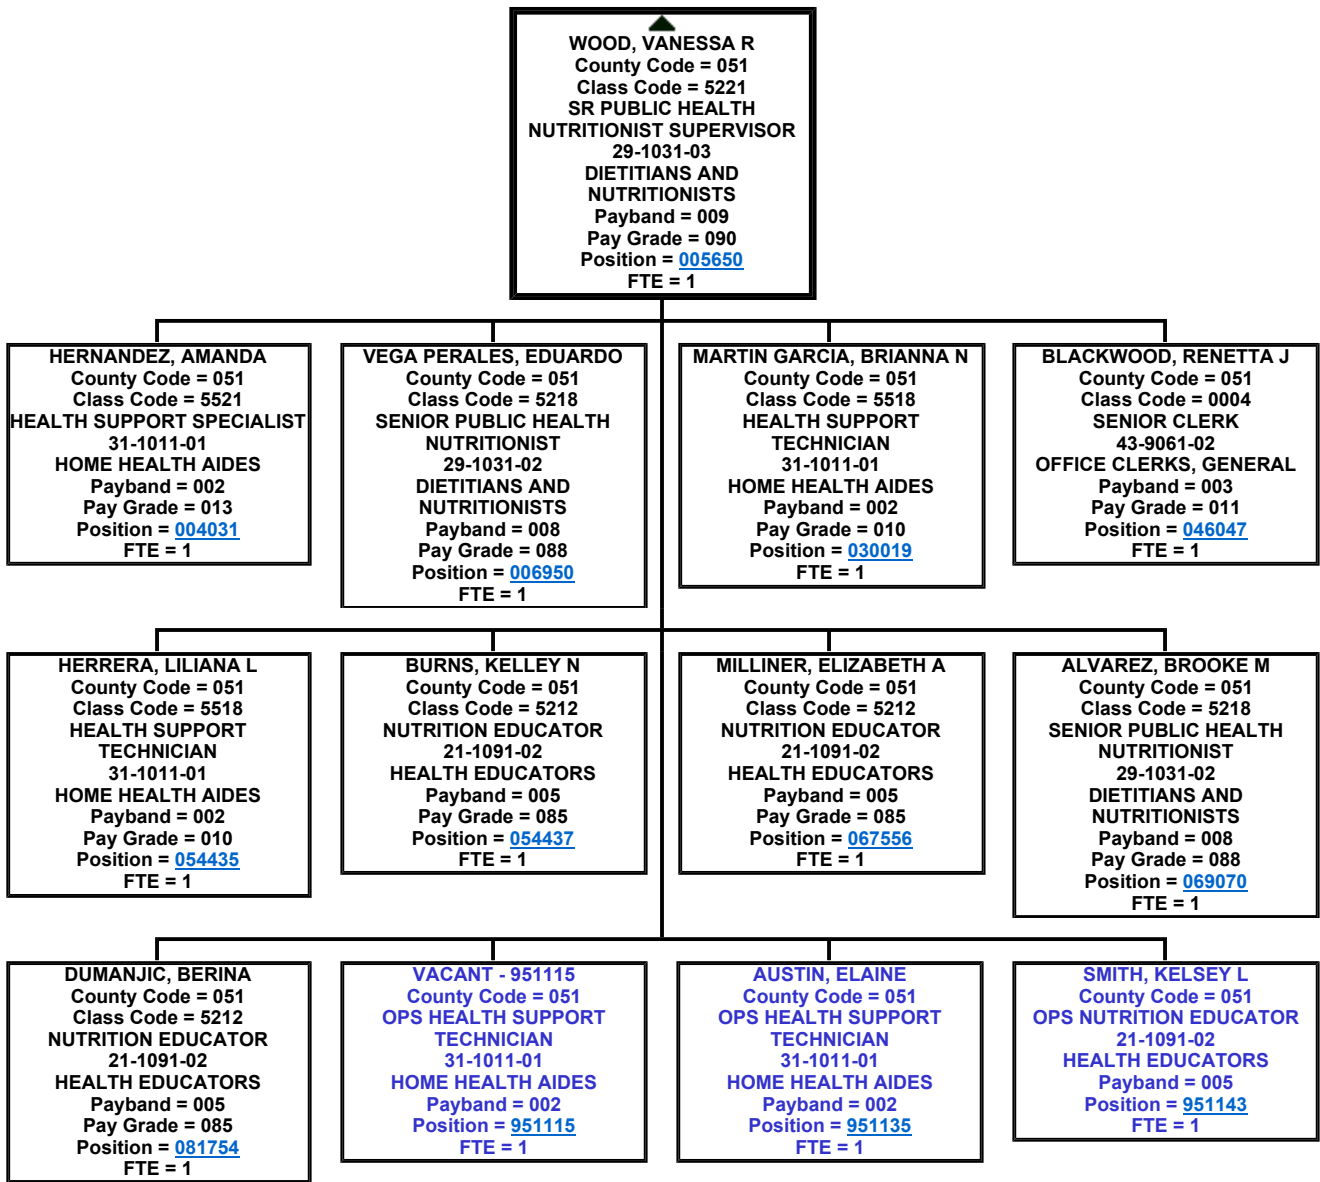 WOOD, VANESSA R
County Code = 051
Class Code = 5221
SR PUBLIC HEALTH
NUTRITIONIST SUPERVISOR
29-1031-03
DIETITIANS AND
NUTRITIONISTS
Payband = 009
Pay Grade = 090
Position = 005650
FTE = 1
HERNANDEZ, AMANDA
County Code = 051
Class Code = 5521
HEALTH SUPPORT SPECIALIST
31-1011-01
HOME HEALTH AIDES
Payband = 002
Pay Grade = 013
Position = 004031
FTE = 1
VEGA PERALES, EDUARDO
County Code = 051
Class Code = 5218
SENIOR PUBLIC HEALTH
NUTRITIONIST
29-1031-02
DIETITIANS AND
NUTRITIONISTS
Payband = 008
Pay Grade = 088
Position = 006950
FTE = 1
MARTIN GARCIA, BRIANNA N
County Code = 051
Class Code = 5518
HEALTH SUPPORT
TECHNICIAN
31-1011-01
HOME HEALTH AIDES
Payband = 002
Pay Grade = 010
Position = 030019
FTE = 1
BLACKWOOD, RENETTA J
County Code = 051
Class Code = 0004
SENIOR CLERK
43-9061-02
OFFICE CLERKS, GENERAL
Payband = 003
Pay Grade = 011
Position = 046047
FTE = 1
HERRERA, LILIANA L
County Code = 051
Class Code = 5518
HEALTH SUPPORT
TECHNICIAN
31-1011-01
HOME HEALTH AIDES
Payband = 002
Pay Grade = 010
Position = 054435
FTE = 1
BURNS, KELLEY N
County Code = 051
Class Code = 5212
NUTRITION EDUCATOR
21-1091-02
HEALTH EDUCATORS
Payband = 005
Pay Grade = 085
Position = 054437
FTE = 1
MILLINER, ELIZABETH A
County Code = 051
Class Code = 5212
NUTRITION EDUCATOR
21-1091-02
HEALTH EDUCATORS
Payband = 005
Pay Grade = 085
Position = 067556
FTE = 1
ALVAREZ, BROOKE M
County Code = 051
Class Code = 5218
SENIOR PUBLIC HEALTH
NUTRITIONIST
29-1031-02
DIETITIANS AND
NUTRITIONISTS
Payband = 008
Pay Grade = 088
Position = 069070
FTE = 1
DUMANJIC, BERINA
County Code = 051
Class Code = 5212
NUTRITION EDUCATOR
21-1091-02
HEALTH EDUCATORS
Payband = 005
Pay Grade = 085
Position = 081754
FTE = 1
VACANT - 951115
County Code = 051
OPS HEALTH SUPPORT
TECHNICIAN
31-1011-01
HOME HEALTH AIDES
Payband = 002
Position = 951115
FTE = 1
AUSTIN, ELAINE
County Code = 051
OPS HEALTH SUPPORT
TECHNICIAN
31-1011-01
HOME HEALTH AIDES
Payband = 002
Position = 951135
FTE = 1
SMITH, KELSEY L
County Code = 051
OPS NUTRITION EDUCATOR
21-1091-02
HEALTH EDUCATORS
Payband = 005
Position = 951143
FTE = 1